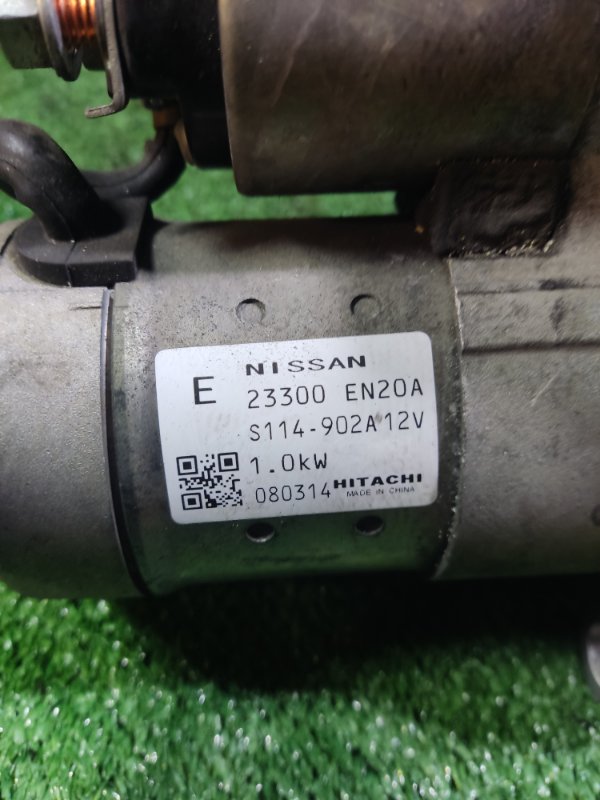 NISSAN
E 23300 EN20A
S114-902A 12V
1.0kW
080314 HITACHI
MADE IN CHINA